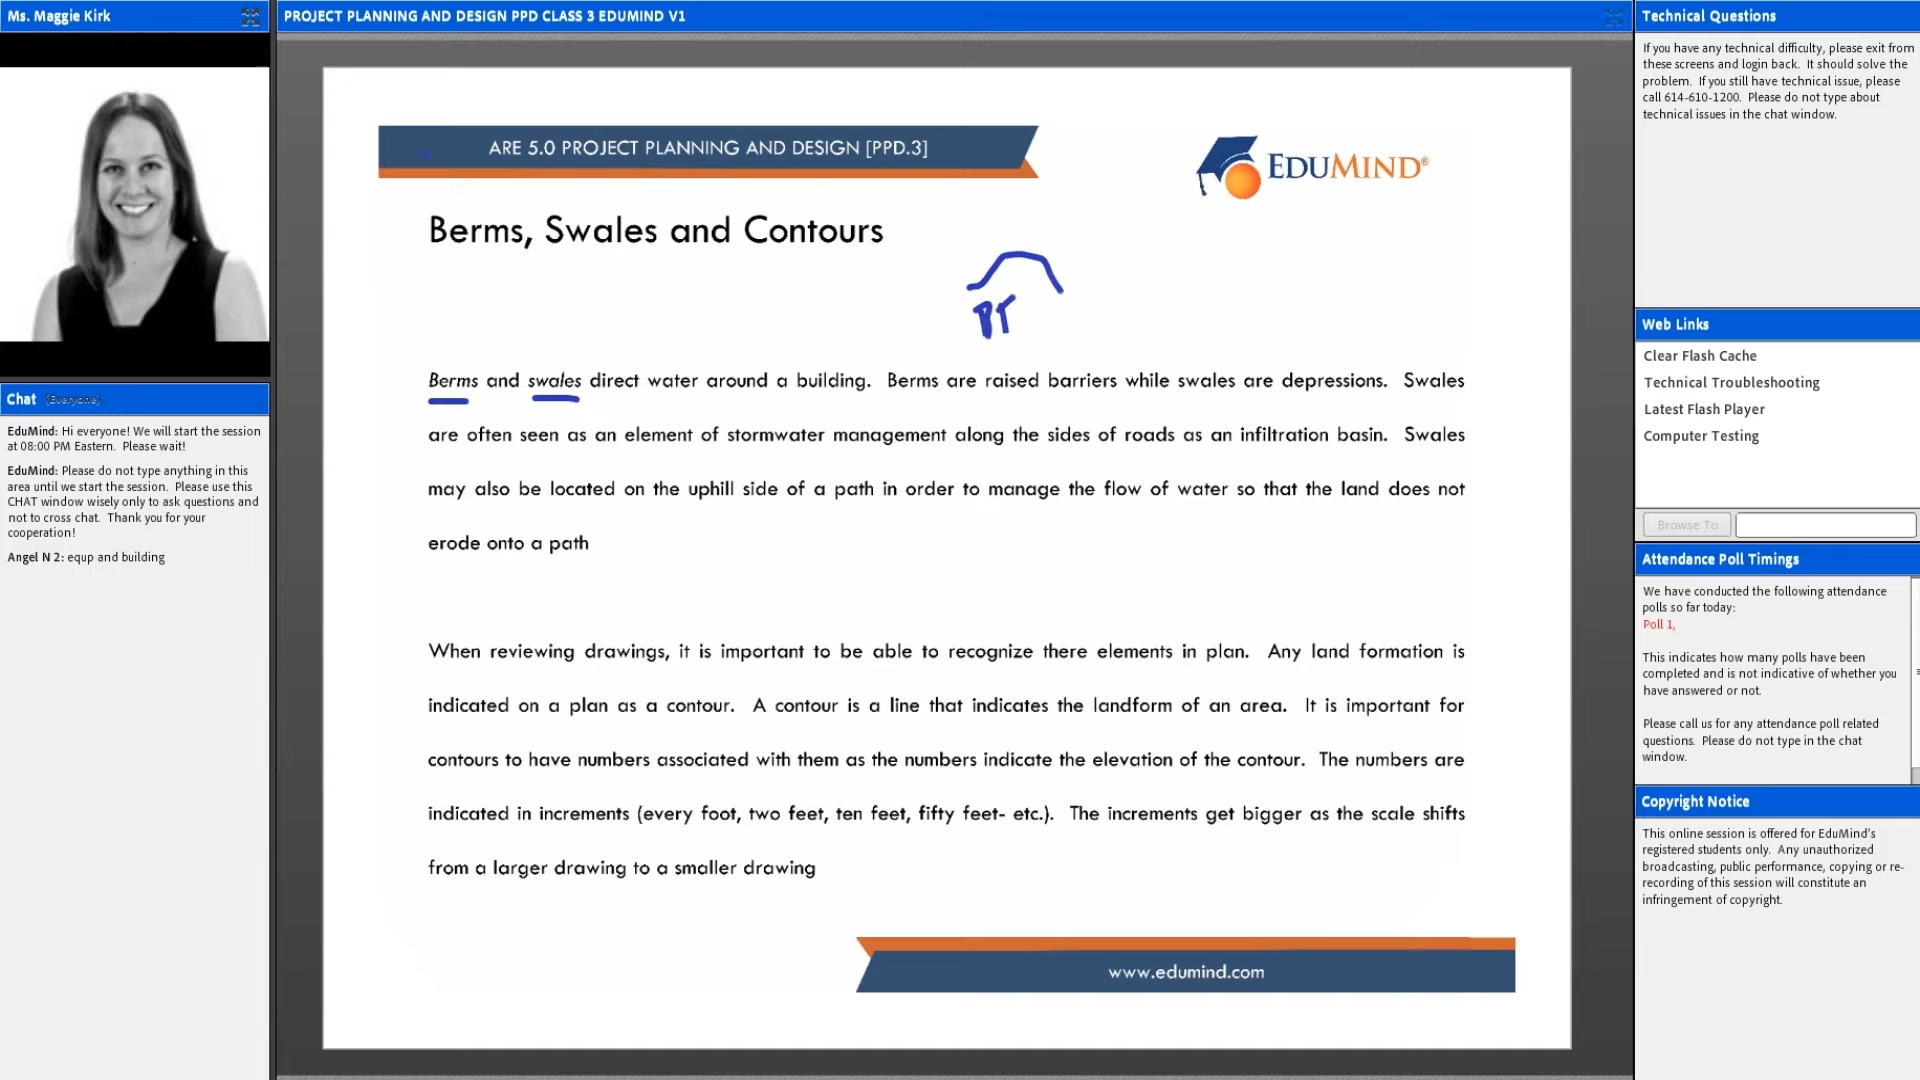 Ms. Maggie Kirk
PROJECT PLANNING AND DESIGN PPD CLASS 3 EDUMIND V1
ARE 5.0 PROJECT PLANNING AND DESIGN [PPD.3]
EDUMIND®
Berms, Swales and Contours
Berms and swales direct water around a building. Berms are raised barriers while swales are depressions. Swales
are often seen as an element of stormwater management along the sides of roads as an infiltration basin. Swales
may also be located on the uphill side of a path in order to manage the flow of water so that the land does not
erode onto a path
When reviewing drawings, it is important to be able to recognize there elements in plan. Any land formation is
indicated on a plan as a contour. A contour is a line that indicates the landform of an area. It is important for
contours to have numbers associated with them as the numbers indicate the elevation of the contour. The numbers are
indicated in increments (every foot, two feet, ten feet, fifty feet- etc.). The increments get bigger as the scale shifts
from a larger drawing to a smaller drawing
www.edumind.com
Chat (Everyone)
EduMind: Hi everyone! We will start the session
at 08:00 PM Eastern. Please wait!
EduMind: Please do not type anything in this
area until we start the session. Please use this
CHAT window wisely only to ask questions and
not to cross chat. Thank you for your
cooperation!
Angel N 2: equp and building
Technical Questions
If you have any technical difficulty, please exit from
these screens and login back. It should solve the
problem. If you still have technical issue, please
call 614-610-1200. Please do not type about
technical issues in the chat window.
Web Links
Clear Flash Cache
Technical Troubleshooting
Latest Flash Player
Computer Testing
Browse To
Attendance Poll Timings
We have conducted the following attendance
polls so far today:
Poll 1,
This indicates how many polls have been
completed and is not indicative of whether you
have answered or not.
Please call us for any attendance poll related
questions. Please do not type in the chat
window.
Copyright Notice
This online session is offered for EduMind's
registered students only. Any unauthorized
broadcasting, public performance, copying or re-
recording of this session will constitute an
infringement of copyright.